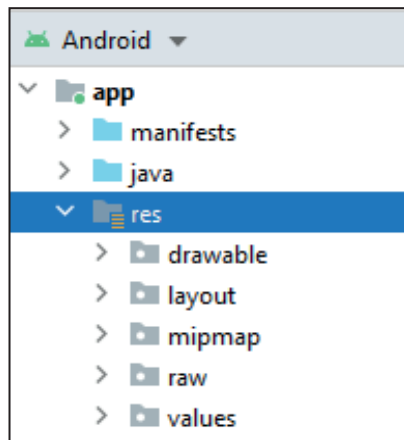 Android
app
manifests
java
res
drawable
layout
mipmap
raw
values